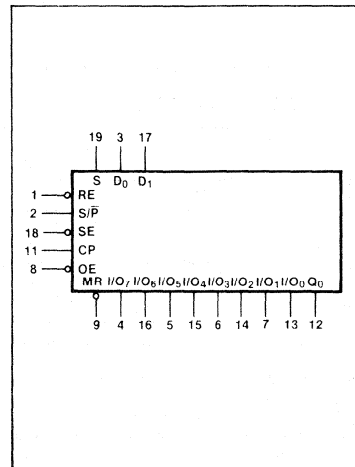 19 3 17
S D₀ D₁
1 RE
2 S/P̅
18 SE
11 CP
8 OE
MR I/O₇ I/O₆ I/O₅ I/O₄ I/O₃ I/O₂ I/O₁ I/O₀ Q₀
9 4 16 5 15 6 14 7 13 12